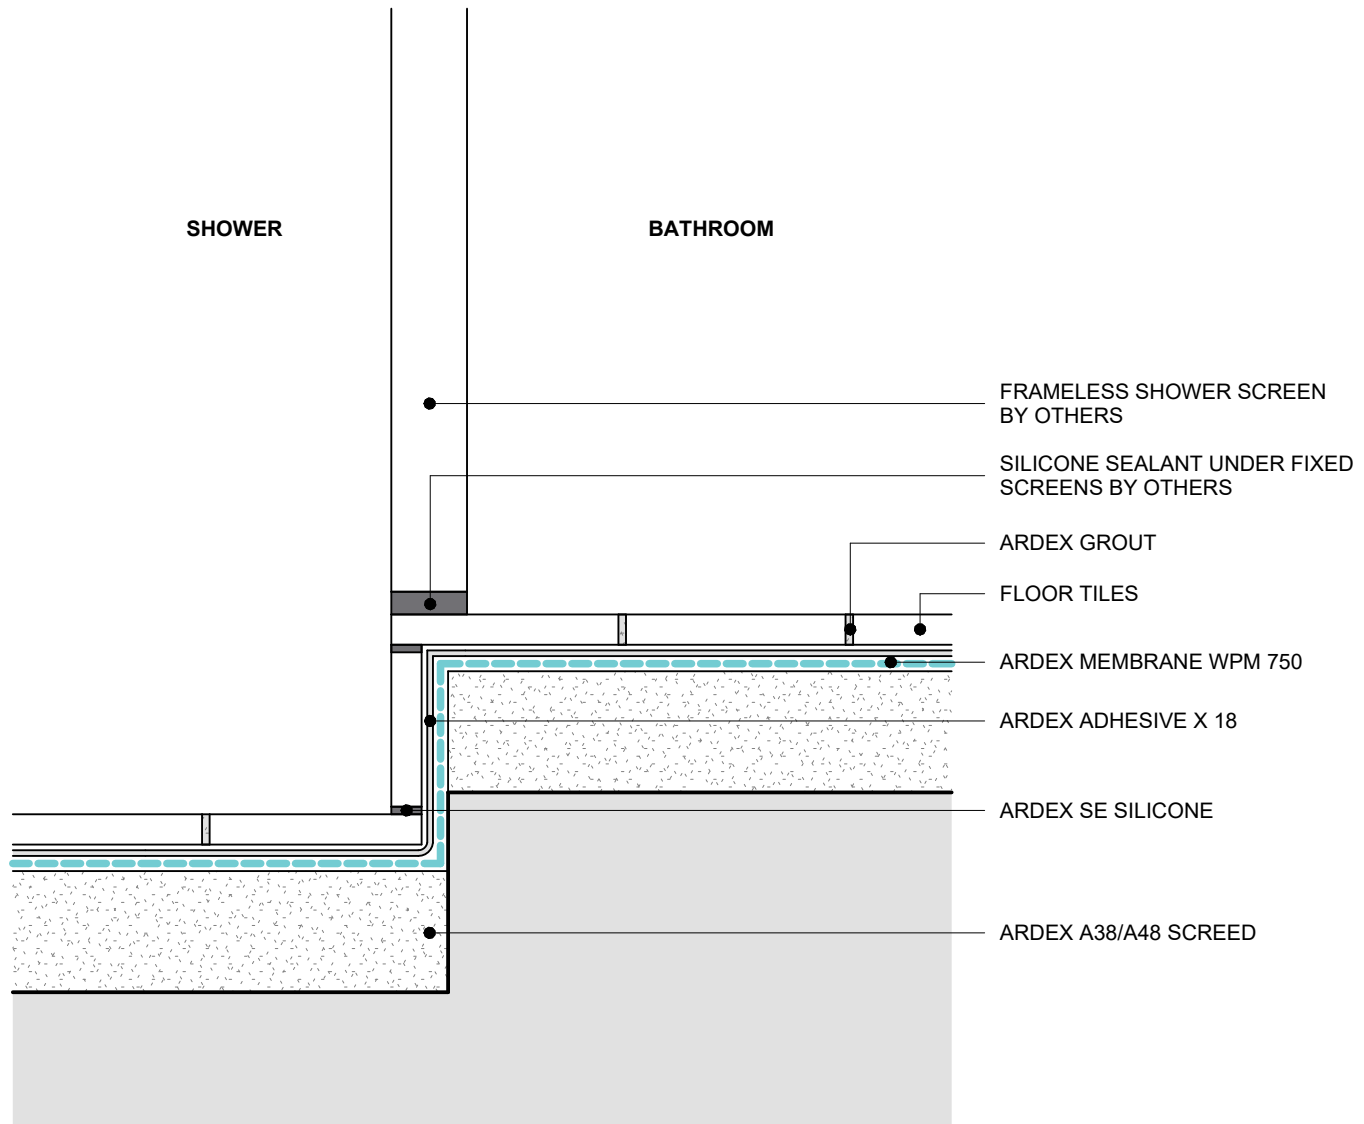 SHOWER
BATHROOM
FRAMELESS SHOWER SCREEN
BY OTHERS
SILICONE SEALANT UNDER FIXED
SCREENS BY OTHERS
ARDEX GROUT
FLOOR TILES
ARDEX MEMBRANE WPM 750
ARDEX ADHESIVE X 18
ARDEX SE SILICONE
ARDEX A38/A48 SCREED